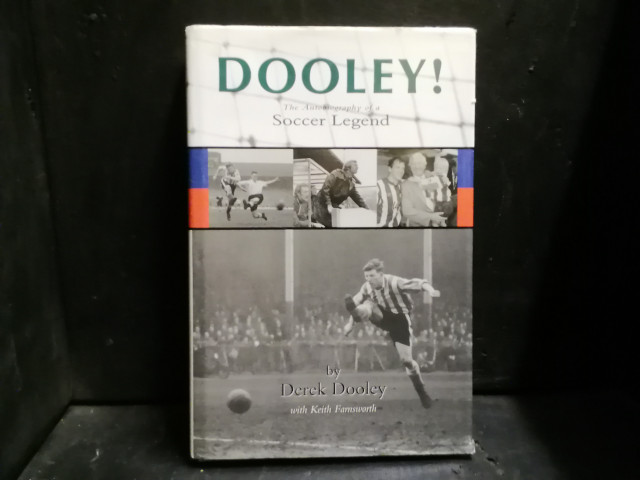 DOOLEY!
The Autobiography of a
Soccer Legend
by
Derek Dooley
with Keith Farnsworth